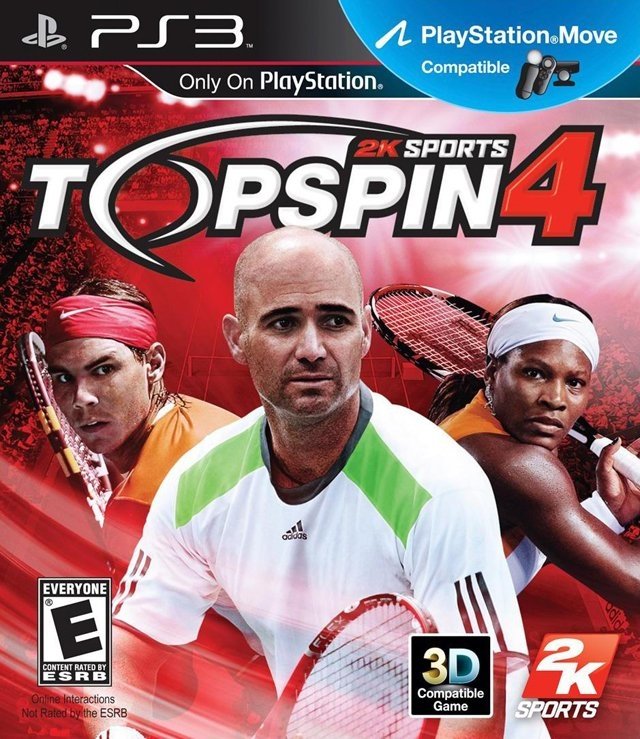 PS3
Only On PlayStation®
PlayStation®Move
Compatible
2K SPORTS
TOPSPIN4
adidas
EVERYONE
E
CONTENT RATED BY
ESRB
Online Interactions
Not Rated by the ESRB
3D
Compatible
Game
2K
SPORTS